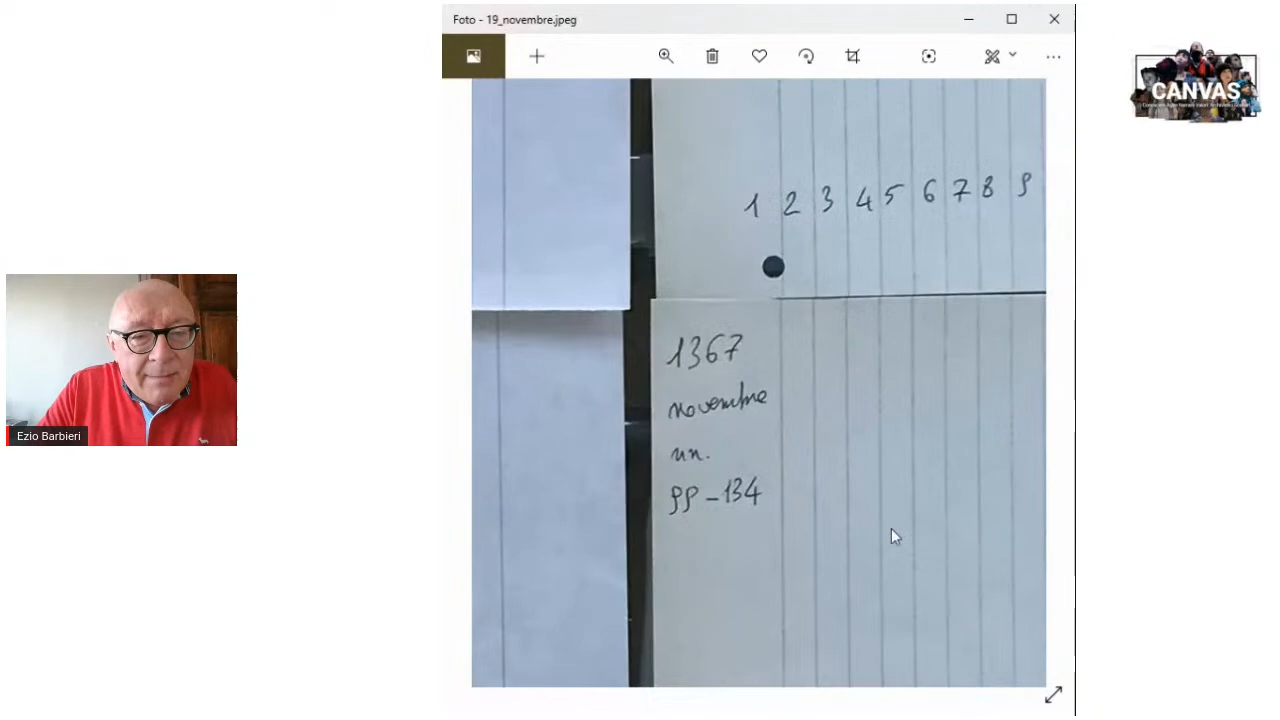 Foto - 19_novembre.jpeg
CANVAS
1 2 3 4 5 6 7 8 9
1367
novembre
nn.
99-134
Ezio Barbieri